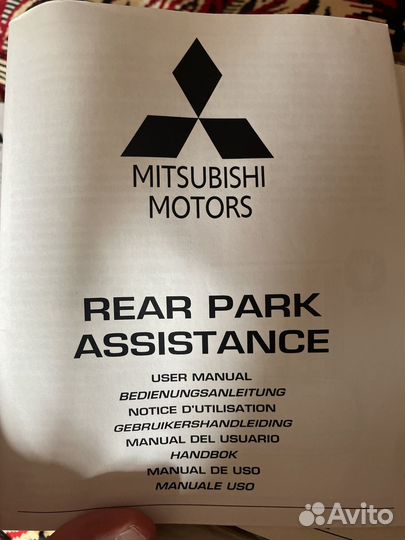 MITSUBISHI
MOTORS
REAR PARK
ASSISTANCE
USER MANUAL
BEDIENUNGSANLEITUNG
NOTICE D'UTILISATION
GEBRUIKERSHANDLEIDING
MANUAL DEL USUARIO
HANDBOK
MANUAL DE USO
MANUALE USO
Avito